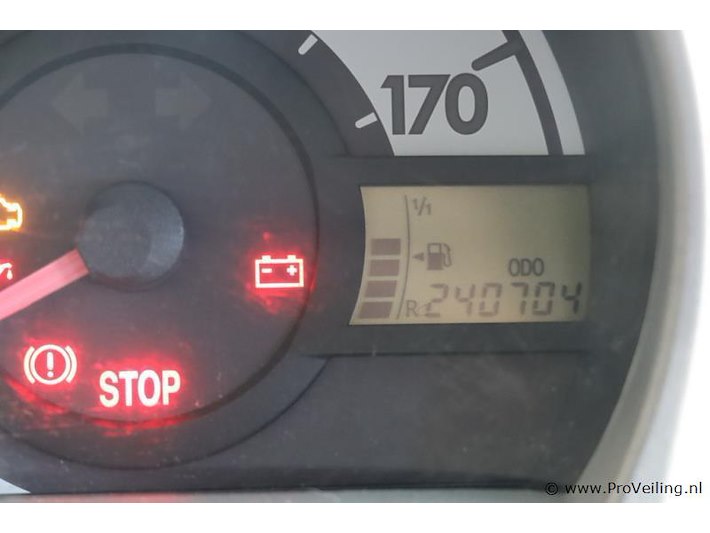 170
1/1
ODO
R 240704
STOP
© www.ProVeiling.nl